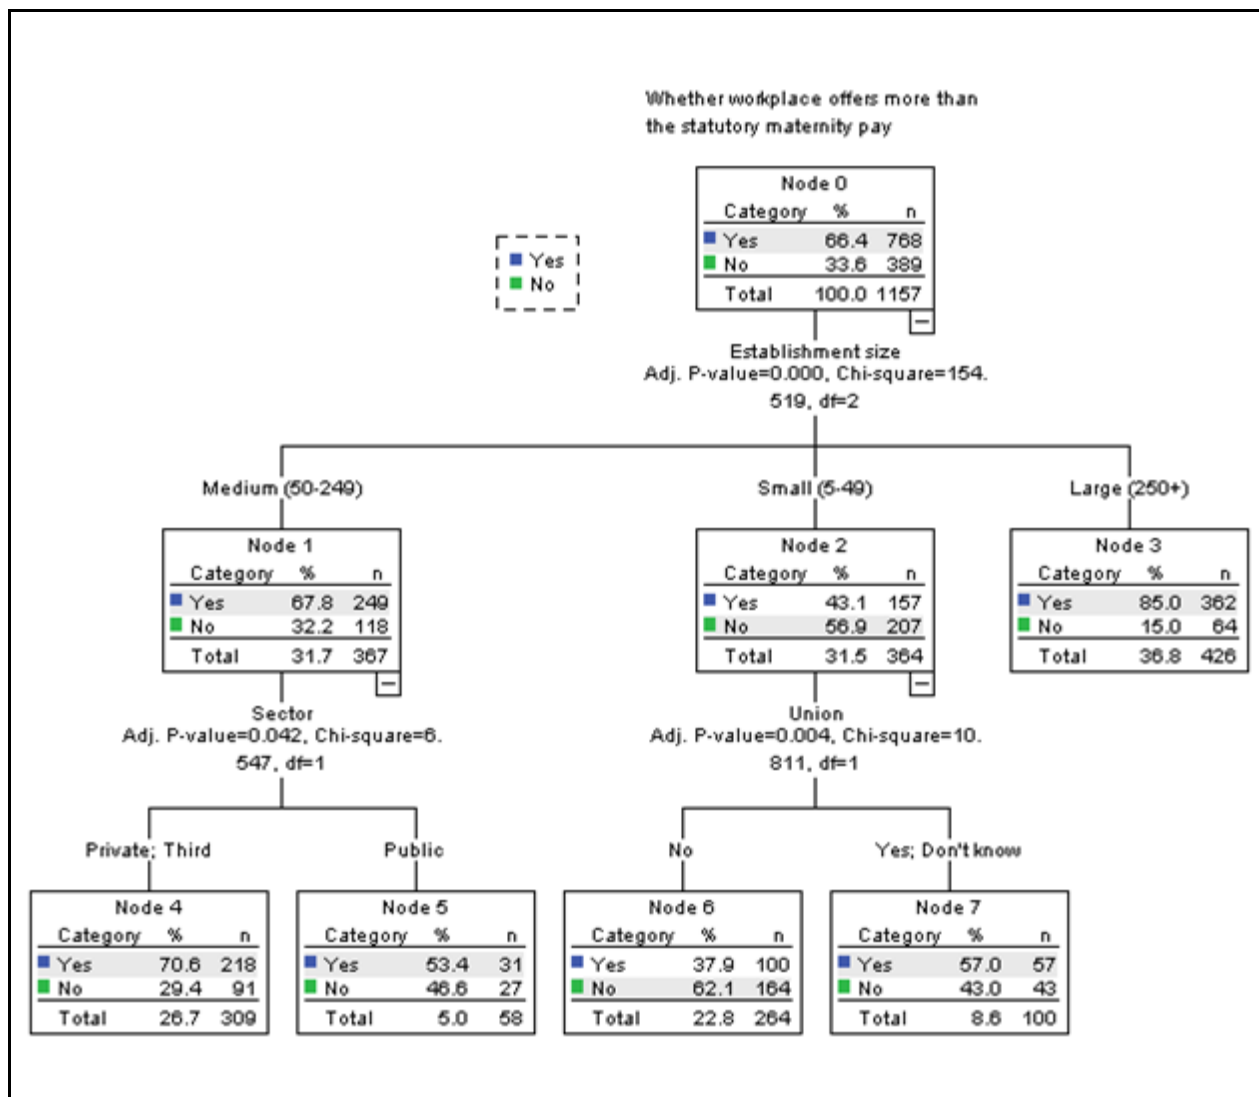 Whether workplace offers more than
the statutory maternity pay
Node 0
Category % n
Yes 66.4 768
No 33.6 389
Total 100.0 1157
Yes
No
Establishment size
Adj. P-value=0.000, Chi-square=154.
519, df=2
Medium (50-249)
Small (5-49)
Large (250+)
Node 1
Category % n
Yes 67.8 249
No 32.2 118
Total 31.7 367
Node 2
Category % n
Yes 43.1 157
No 56.9 207
Total 31.5 364
Node 3
Category % n
Yes 85.0 362
No 15.0 64
Total 36.8 426
Sector
Adj. P-value=0.042, Chi-square=6.
547, df=1
Union
Adj. P-value=0.004, Chi-square=10.
811, df=1
Private; Third
Public
No
Yes; Don't know
Node 4
Category % n
Yes 70.6 218
No 29.4 91
Total 26.7 309
Node 5
Category % n
Yes 53.4 31
No 46.6 27
Total 5.0 58
Node 6
Category % n
Yes 37.9 100
No 62.1 164
Total 22.8 264
Node 7
Category % n
Yes 57.0 57
No 43.0 43
Total 8.6 100